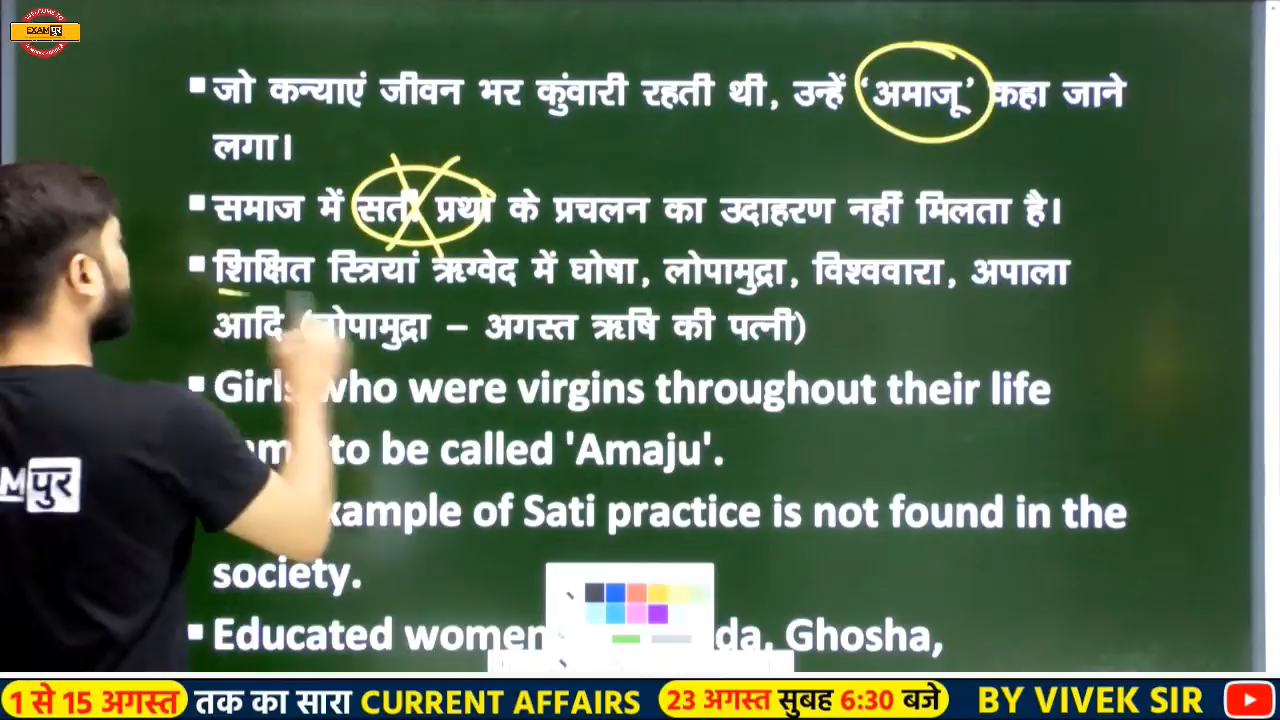 WELCOME TO
EXAM पुर
जो कन्याएं जीवन भर कुंवारी रहती थी, उन्हें 'अमाजू' कहा जाने
लगा।
समाज में सती प्रथा के प्रचलन का उदाहरण नहीं मिलता है।
शिक्षित स्त्रियां ऋग्वेद में घोषा, लोपामुद्रा, विश्ववारा, अपाला
आदि (लोपामुद्रा – अगस्त ऋषि की पत्नी)
Girls who were virgins throughout their life
to be called 'Amaju'.
of Sati practice is not found in the
society.
Educated women Ghosha,
पुर
1 से 15 अगस्त तक का सारा CURRENT AFFAIRS 23 अगस्त सुबह 6:30 बजे BY VIVEK SIR